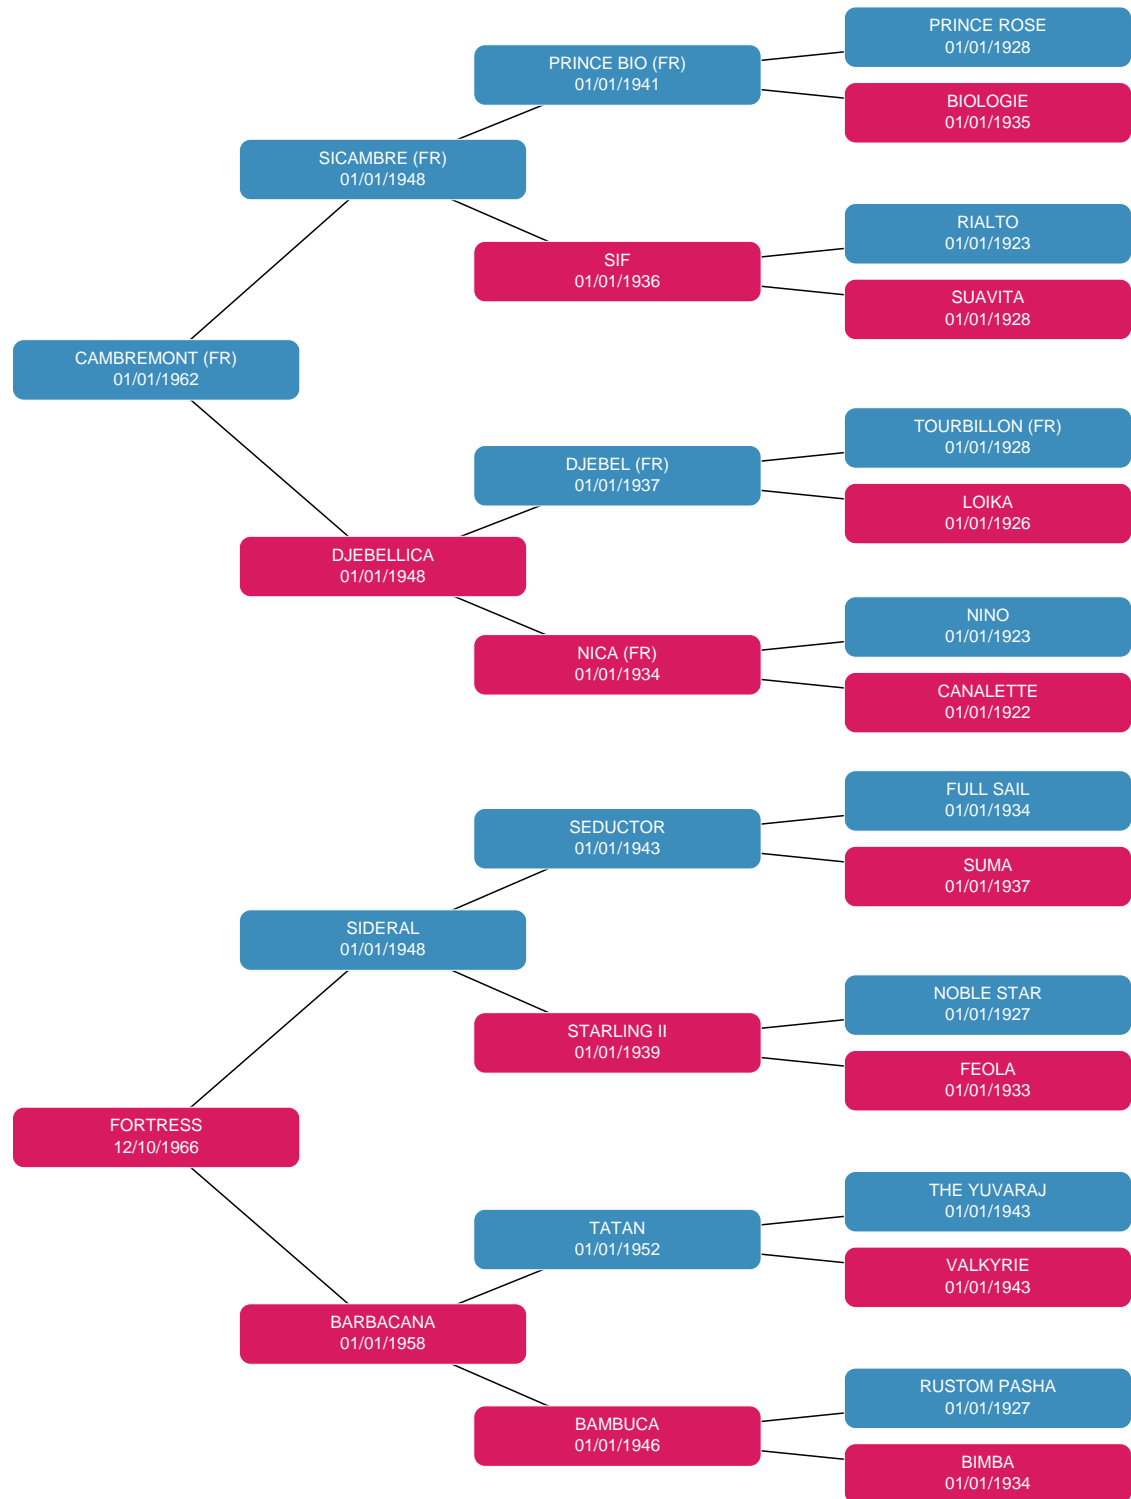 PRINCE ROSE
01/01/1928
PRINCE BIO (FR)
01/01/1941
BIOLOGIE
01/01/1935
SICAMBRE (FR)
01/01/1948
RIALTO
01/01/1923
SIF
01/01/1936
SUAVITA
01/01/1928
CAMBREMONT (FR)
01/01/1962
TOURBILLON (FR)
01/01/1928
DJEBEL (FR)
01/01/1937
LOIKA
01/01/1926
DJEBELLICA
01/01/1948
NINO
01/01/1923
NICA (FR)
01/01/1934
CANALETTE
01/01/1922
FULL SAIL
01/01/1934
SEDUCTOR
01/01/1943
SUMA
01/01/1937
SIDERAL
01/01/1948
NOBLE STAR
01/01/1927
STARLING II
01/01/1939
FEOLA
01/01/1933
FORTRESS
12/10/1966
THE YUVARAJ
01/01/1943
TATAN
01/01/1952
VALKYRIE
01/01/1943
BARBACANA
01/01/1958
RUSTOM PASHA
01/01/1927
BAMBUCA
01/01/1946
BIMBA
01/01/1934